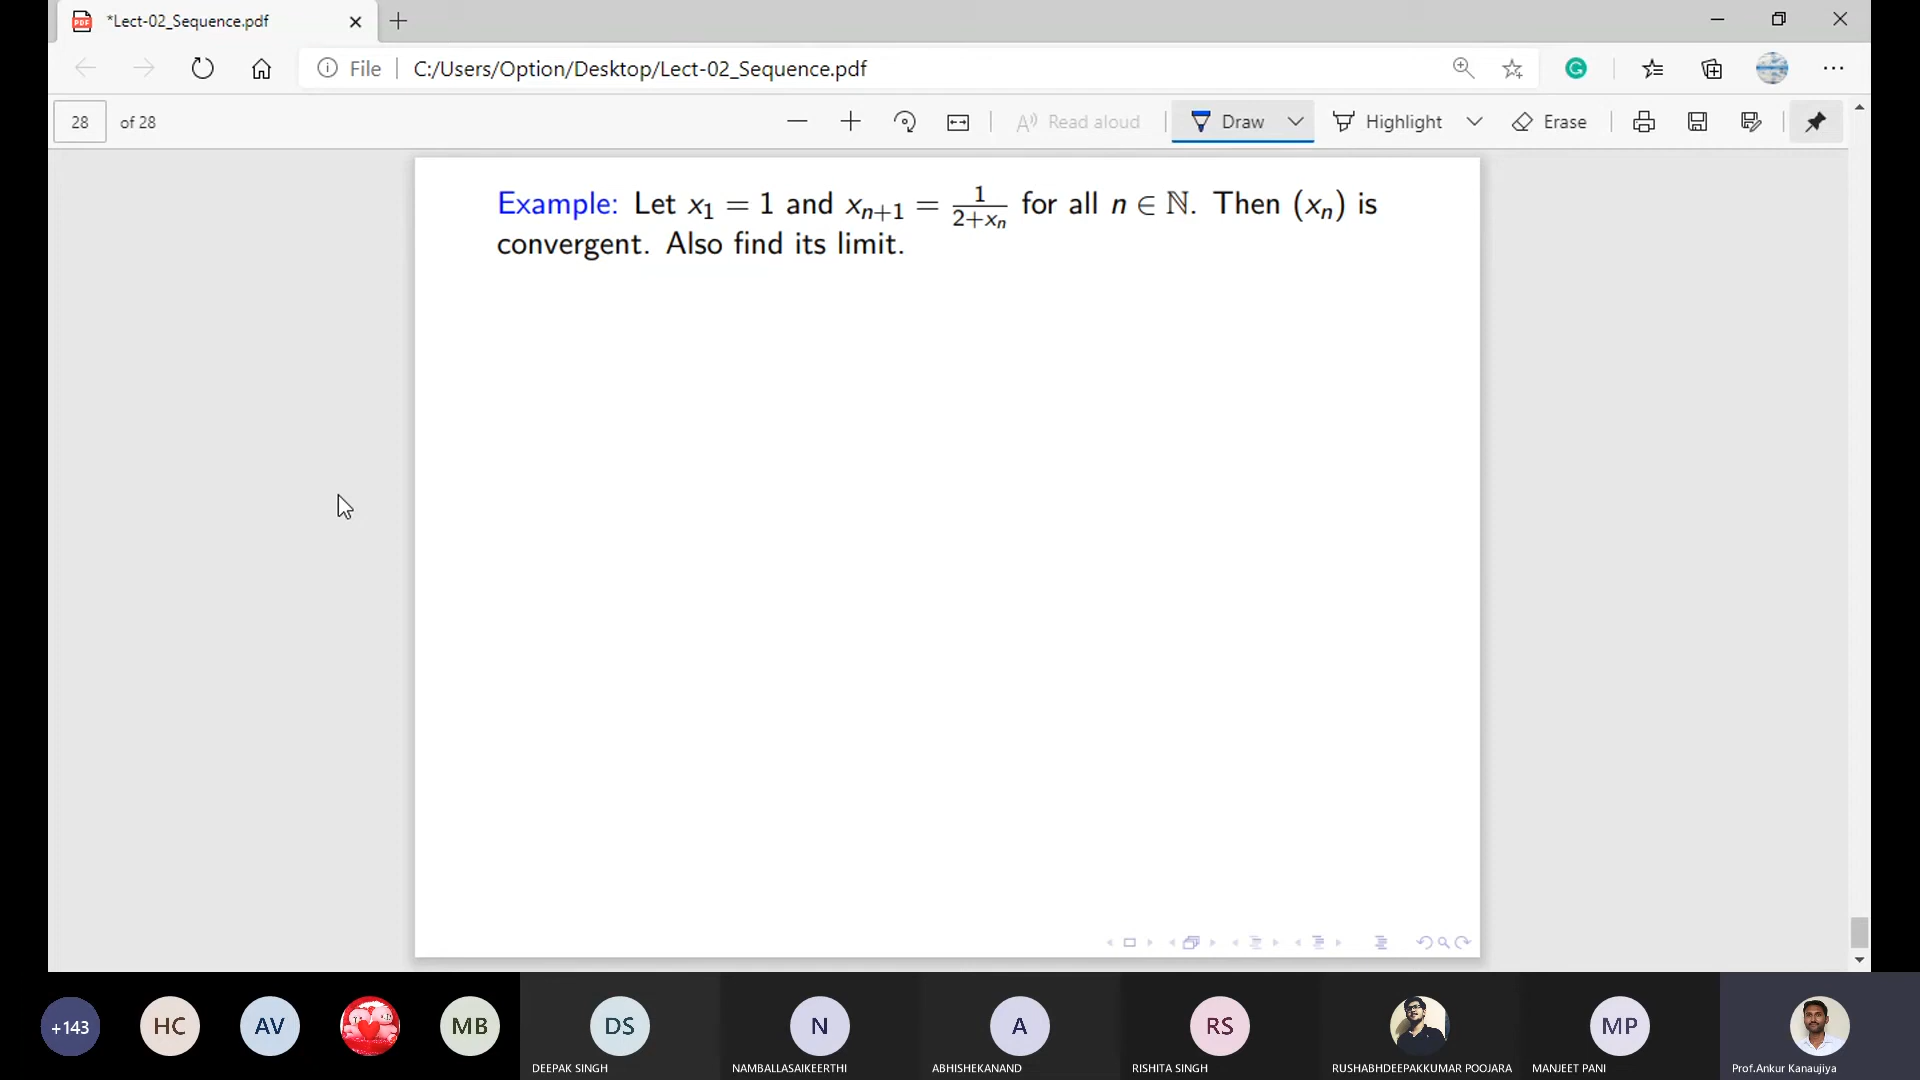 *Lect-02_Sequence.pdf
File
C:/Users/Option/Desktop/Lect-02_Sequence.pdf
28 of 28
Read aloud
Draw
Highlight
Erase
Example: Let x₁ = 1 and xₙ₊₁ = 1/(2+xₙ) for all n ∈ ℕ. Then (xₙ) is
convergent. Also find its limit.
+143
HC
AV
MB
DS
N
A
RS
MP
DEEPAK SINGH
NAMBALLASAIKEERTHI
ABHISHEKANAND
RISHITA SINGH
RUSHABHDEEPAKKUMAR POOJARA
MANJEET PANI
Prof.Ankur Kanaujiya